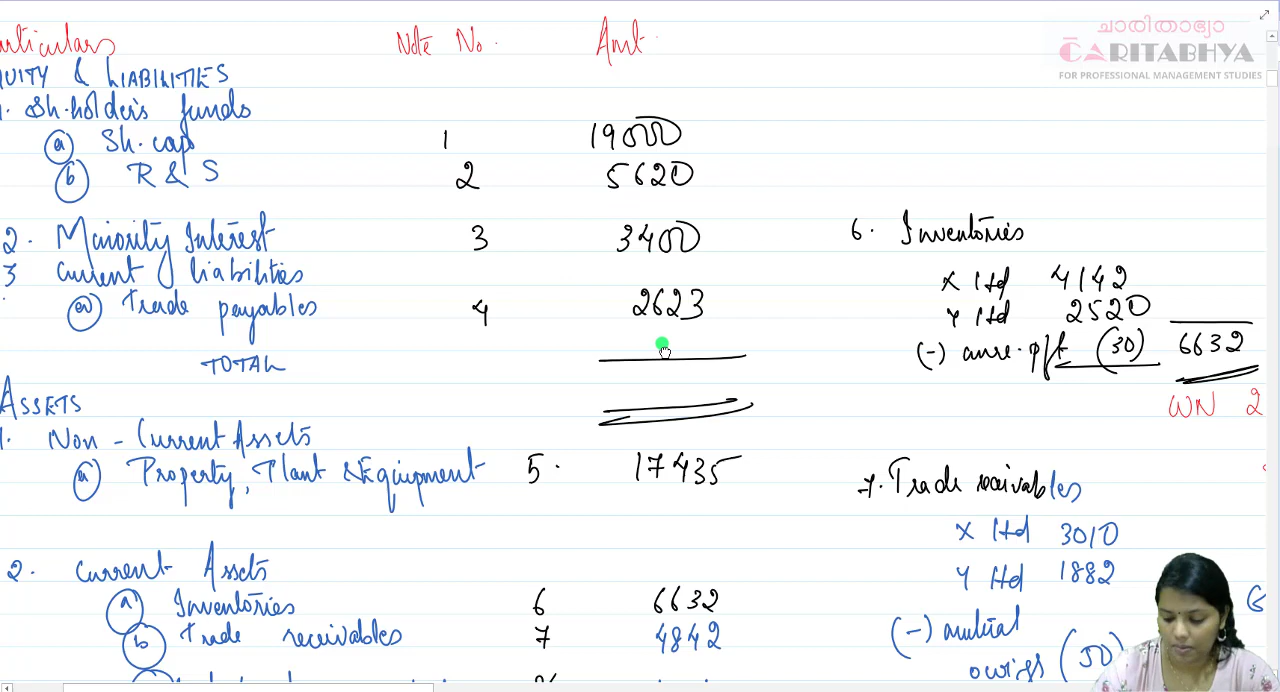 ചാരിതാഭ്യാ
CARITABHYA
FOR PROFESSIONAL MANAGEMENT STUDIES
articulars Note No. Amt
QUITY & LIABILITIES
1. Sh.holders funds
(a) Sh. cap 1 19000
(b) R & S 2 5620
2. Minority Interest 3 3400
3 Current liabilities
(a) Trade payables 4 2623
TOTAL
ASSETS
1. Non - Current Assets
(a) Property, Plant & Equipment 5. 17435
2. Current Assets
(a) Inventories 6 6632
(b) Trade receivables 7 4842
6. Inventories
X ltd 4142
Y ltd 2520
(-) unre. pft (30) 6632
WN 2
7. Trade receivables
X ltd 3010
Y ltd 1882
(-) mutual
owigs (50)